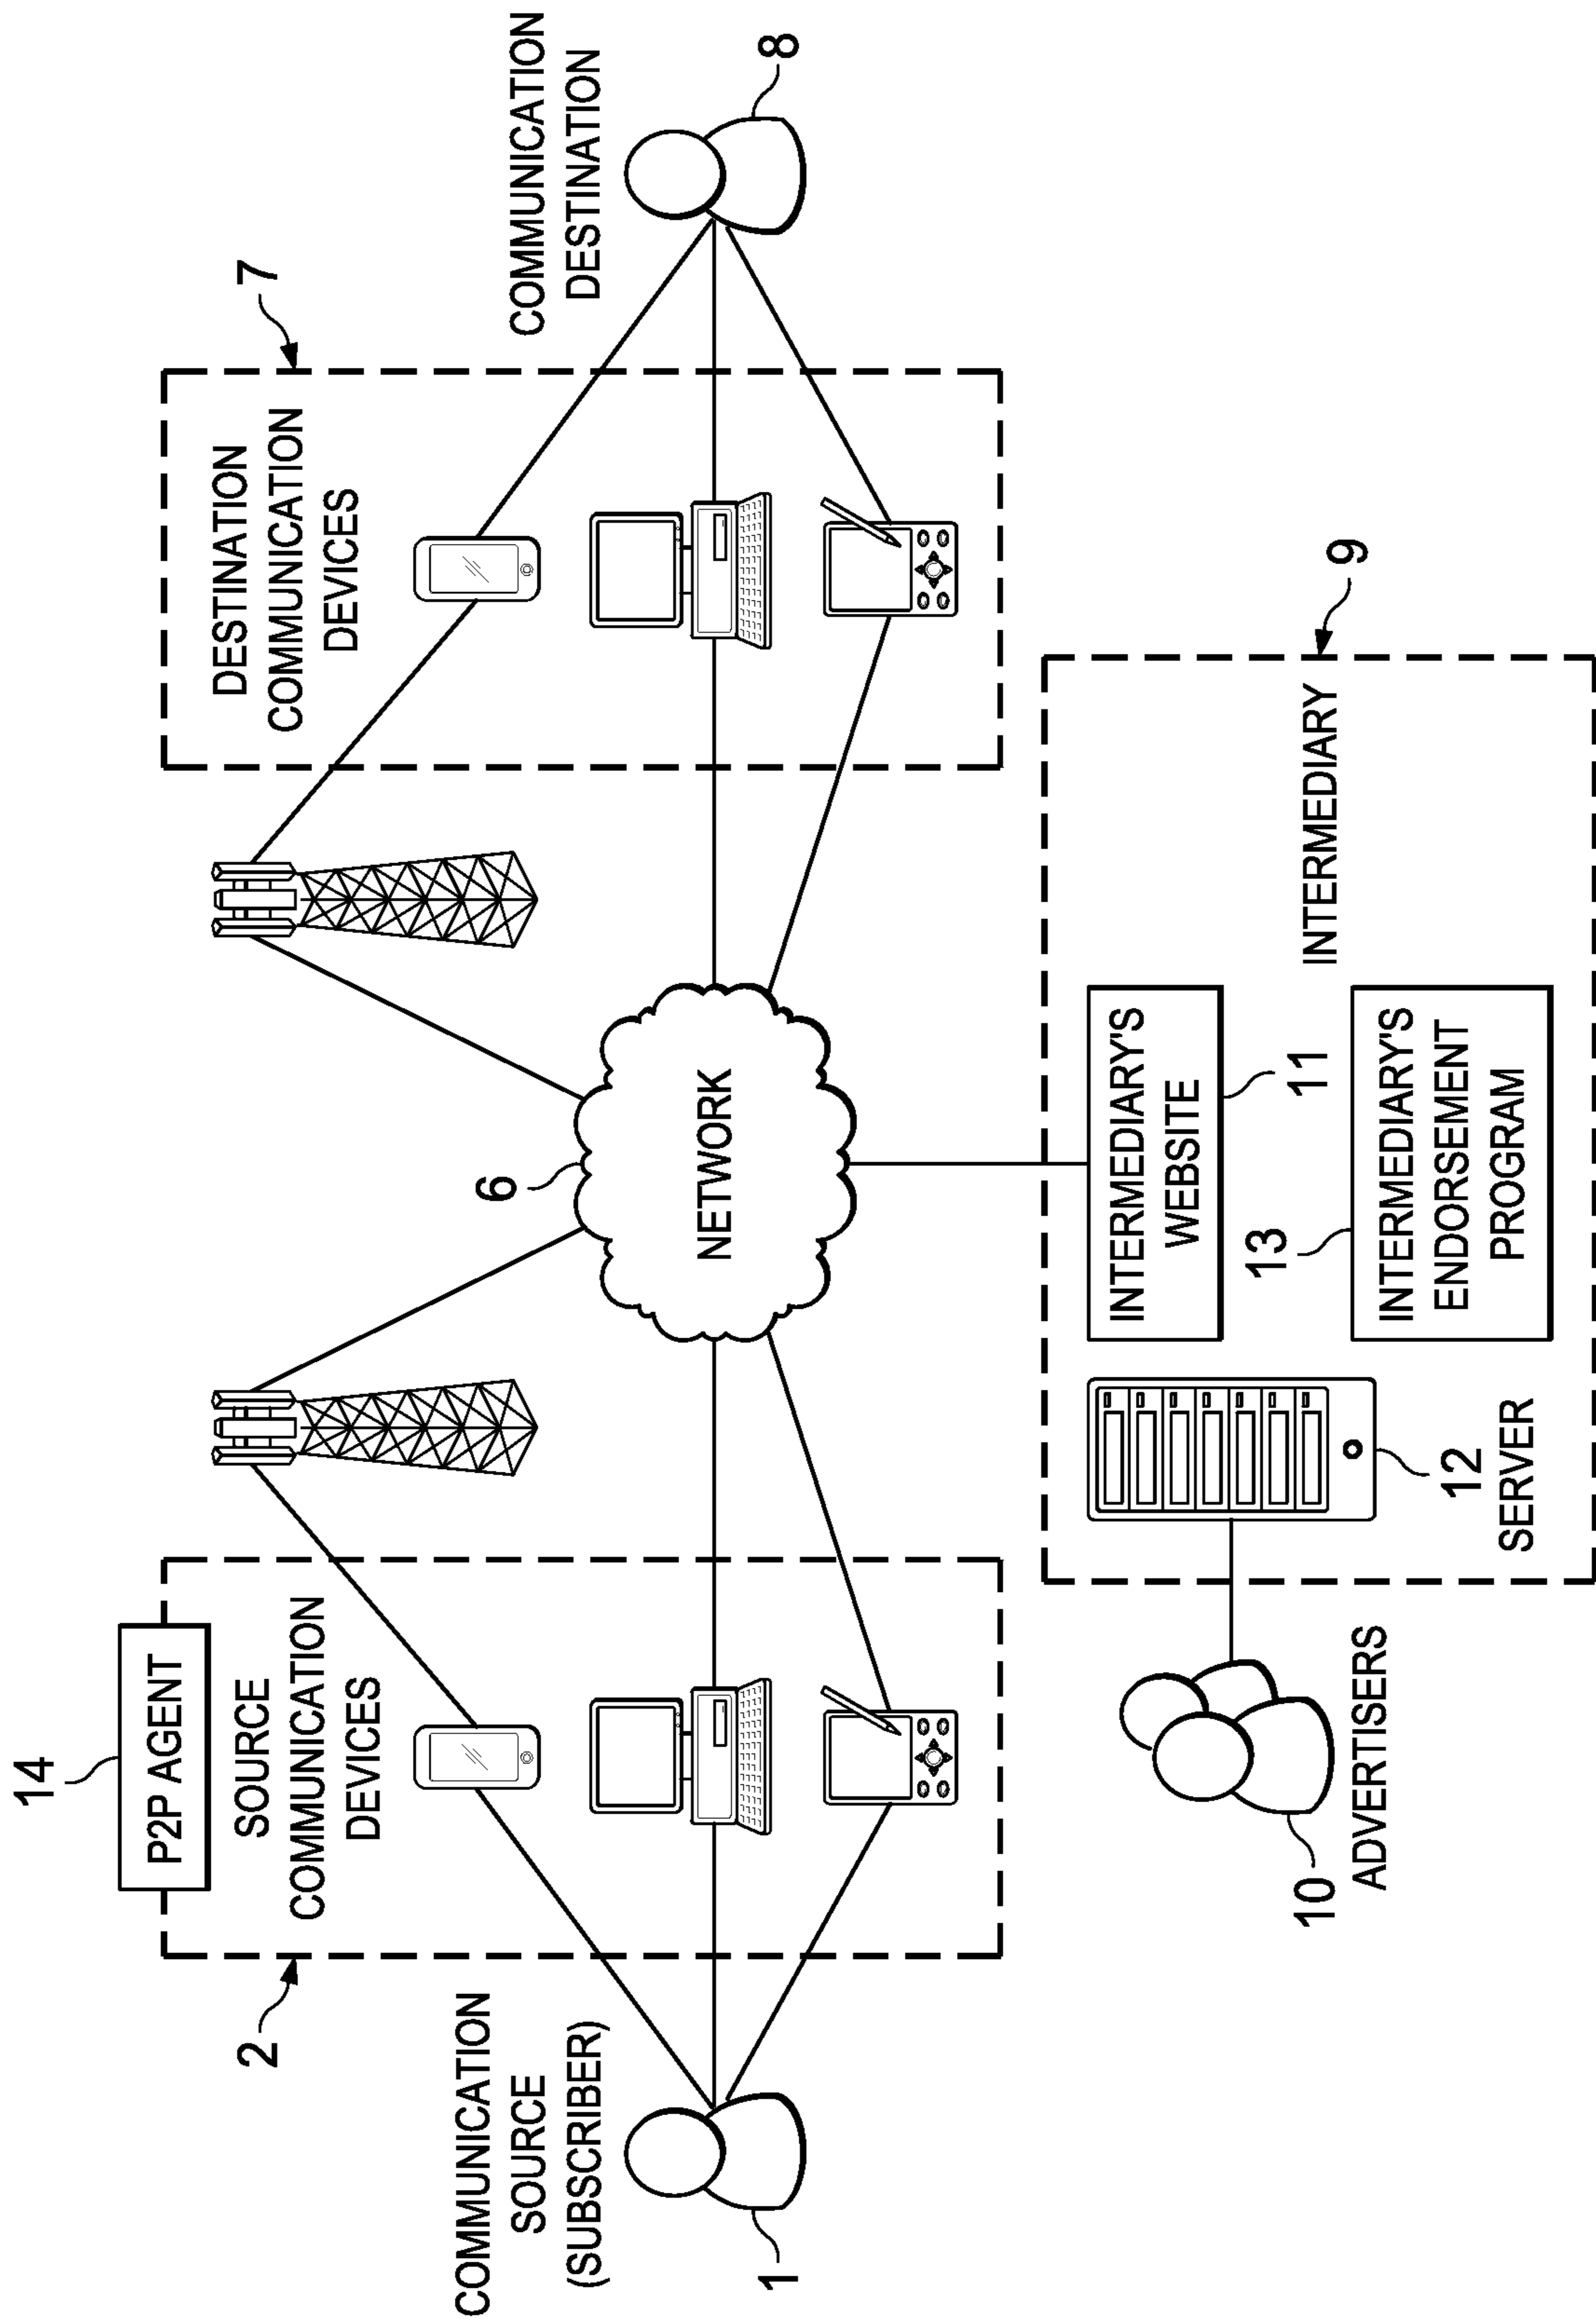 14
P2P AGENT
2
SOURCE
COMMUNICATION
DEVICES
COMMUNICATION
SOURCE
(SUBSCRIBER)
1
6
NETWORK
DESTINATION
COMMUNICATION
DEVICES
7
COMMUNICATION
DESTINATION
8
10
ADVERTISERS
12
SERVER
INTERMEDIARY'S
WEBSITE
11
13
INTERMEDIARY'S
ENDORSEMENT
PROGRAM
INTERMEDIARY
9